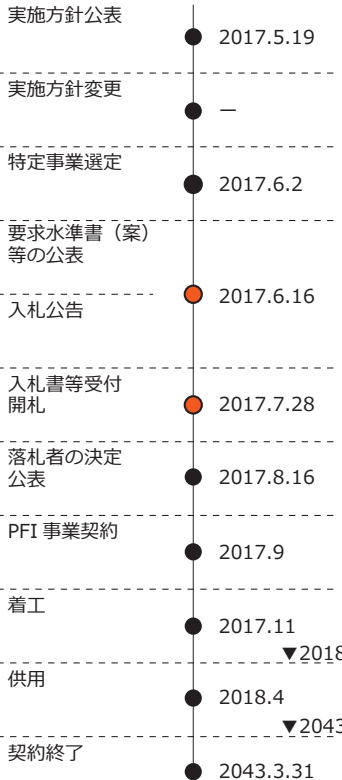 実施方針公表
2017.5.19
実施方針変更
－
特定事業選定
2017.6.2
要求水準書（案）
等の公表
入札公告
2017.6.16
入札書等受付
開札
2017.7.28
落札者の決定
公表
2017.8.16
PFI 事業契約
2017.9
着工
2017.11
▼2018
供用
2018.4
▼2043
契約終了
2043.3.31